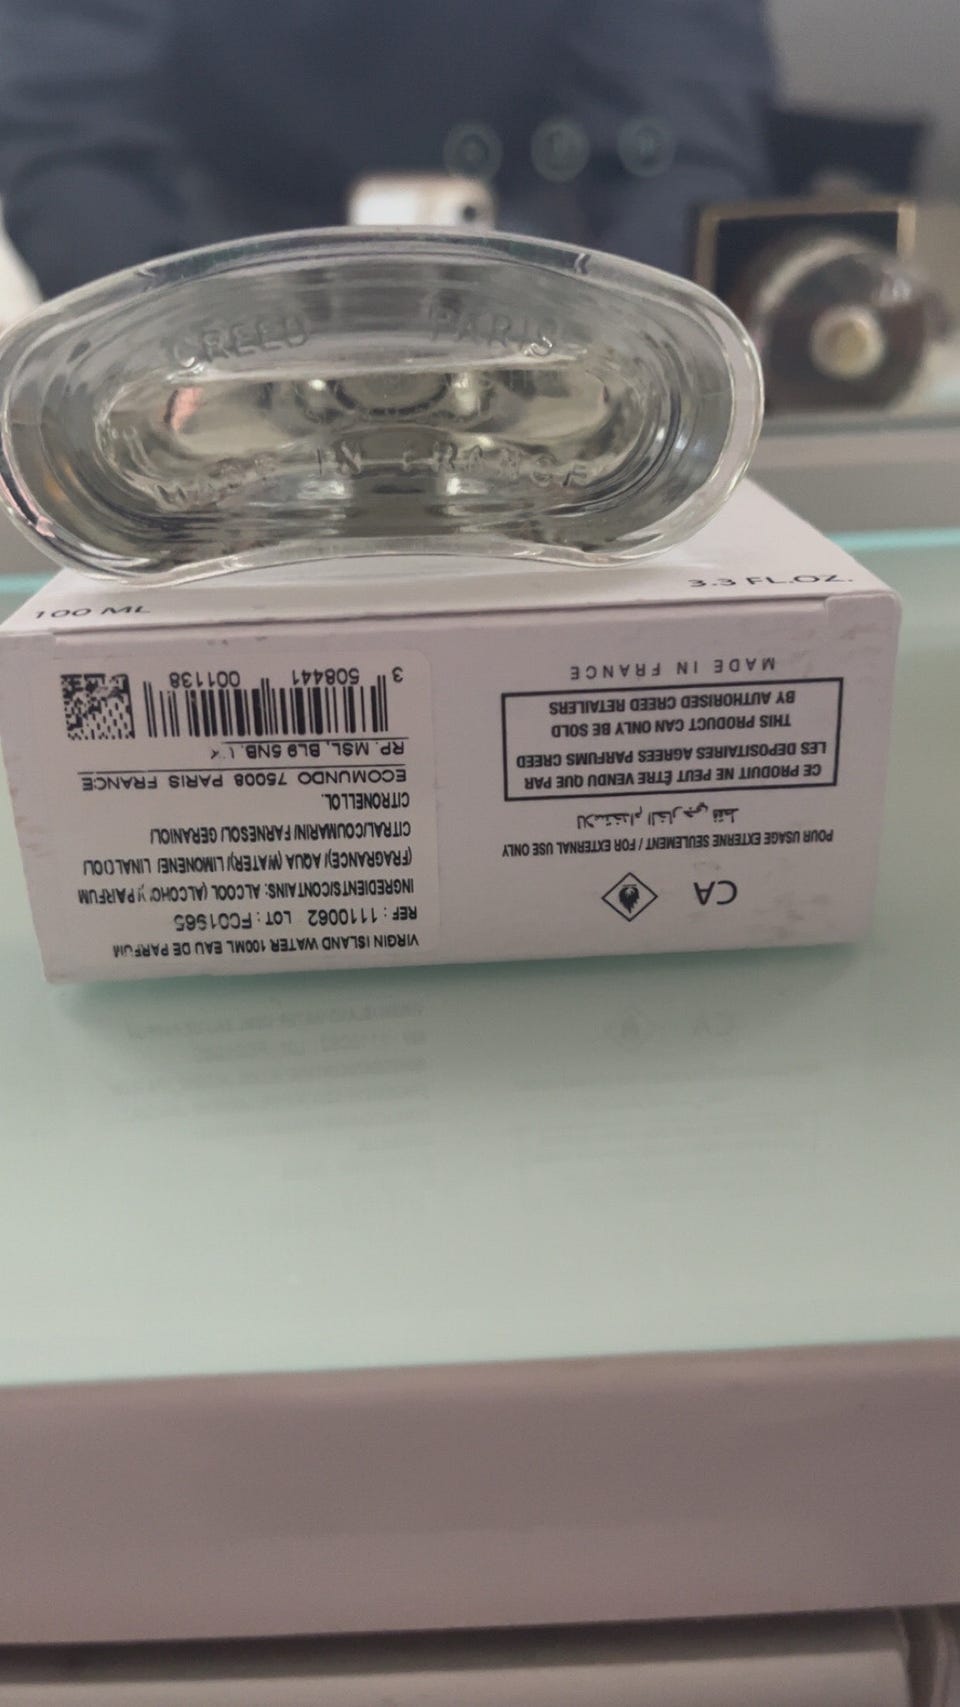 CREED PARIS
MADE IN FRANCE
100 ML
3.3 FL.OZ.
VIRGIN ISLAND WATER 100ML EAU DE PARFUM
REF : 1110062 LOT : FC01965
INGREDIENTS/CONTAINS: ALCOOL (ALCOHOL)/ PARFUM
(FRAGRANCE)/ AQUA (WATER)/ LIMONENE/ LINALOOL/
CITRAL/COUMARIN/ FARNESOL/ GERANIOL/
CITRONELLOL.
ECOMUNDO 75008 PARIS FRANCE
RP. MSL. BL9 5NB.
3 508441 001138
CA
POUR USAGE EXTERNE SEULEMENT / FOR EXTERNAL USE ONLY
للاستخدام الخارجي فقط
CE PRODUIT NE PEUT ÊTRE VENDU QUE PAR
LES DEPOSITAIRES AGREES PARFUMS CREED
THIS PRODUCT CAN ONLY BE SOLD
BY AUTHORISED CREED RETAILERS
MADE IN FRANCE